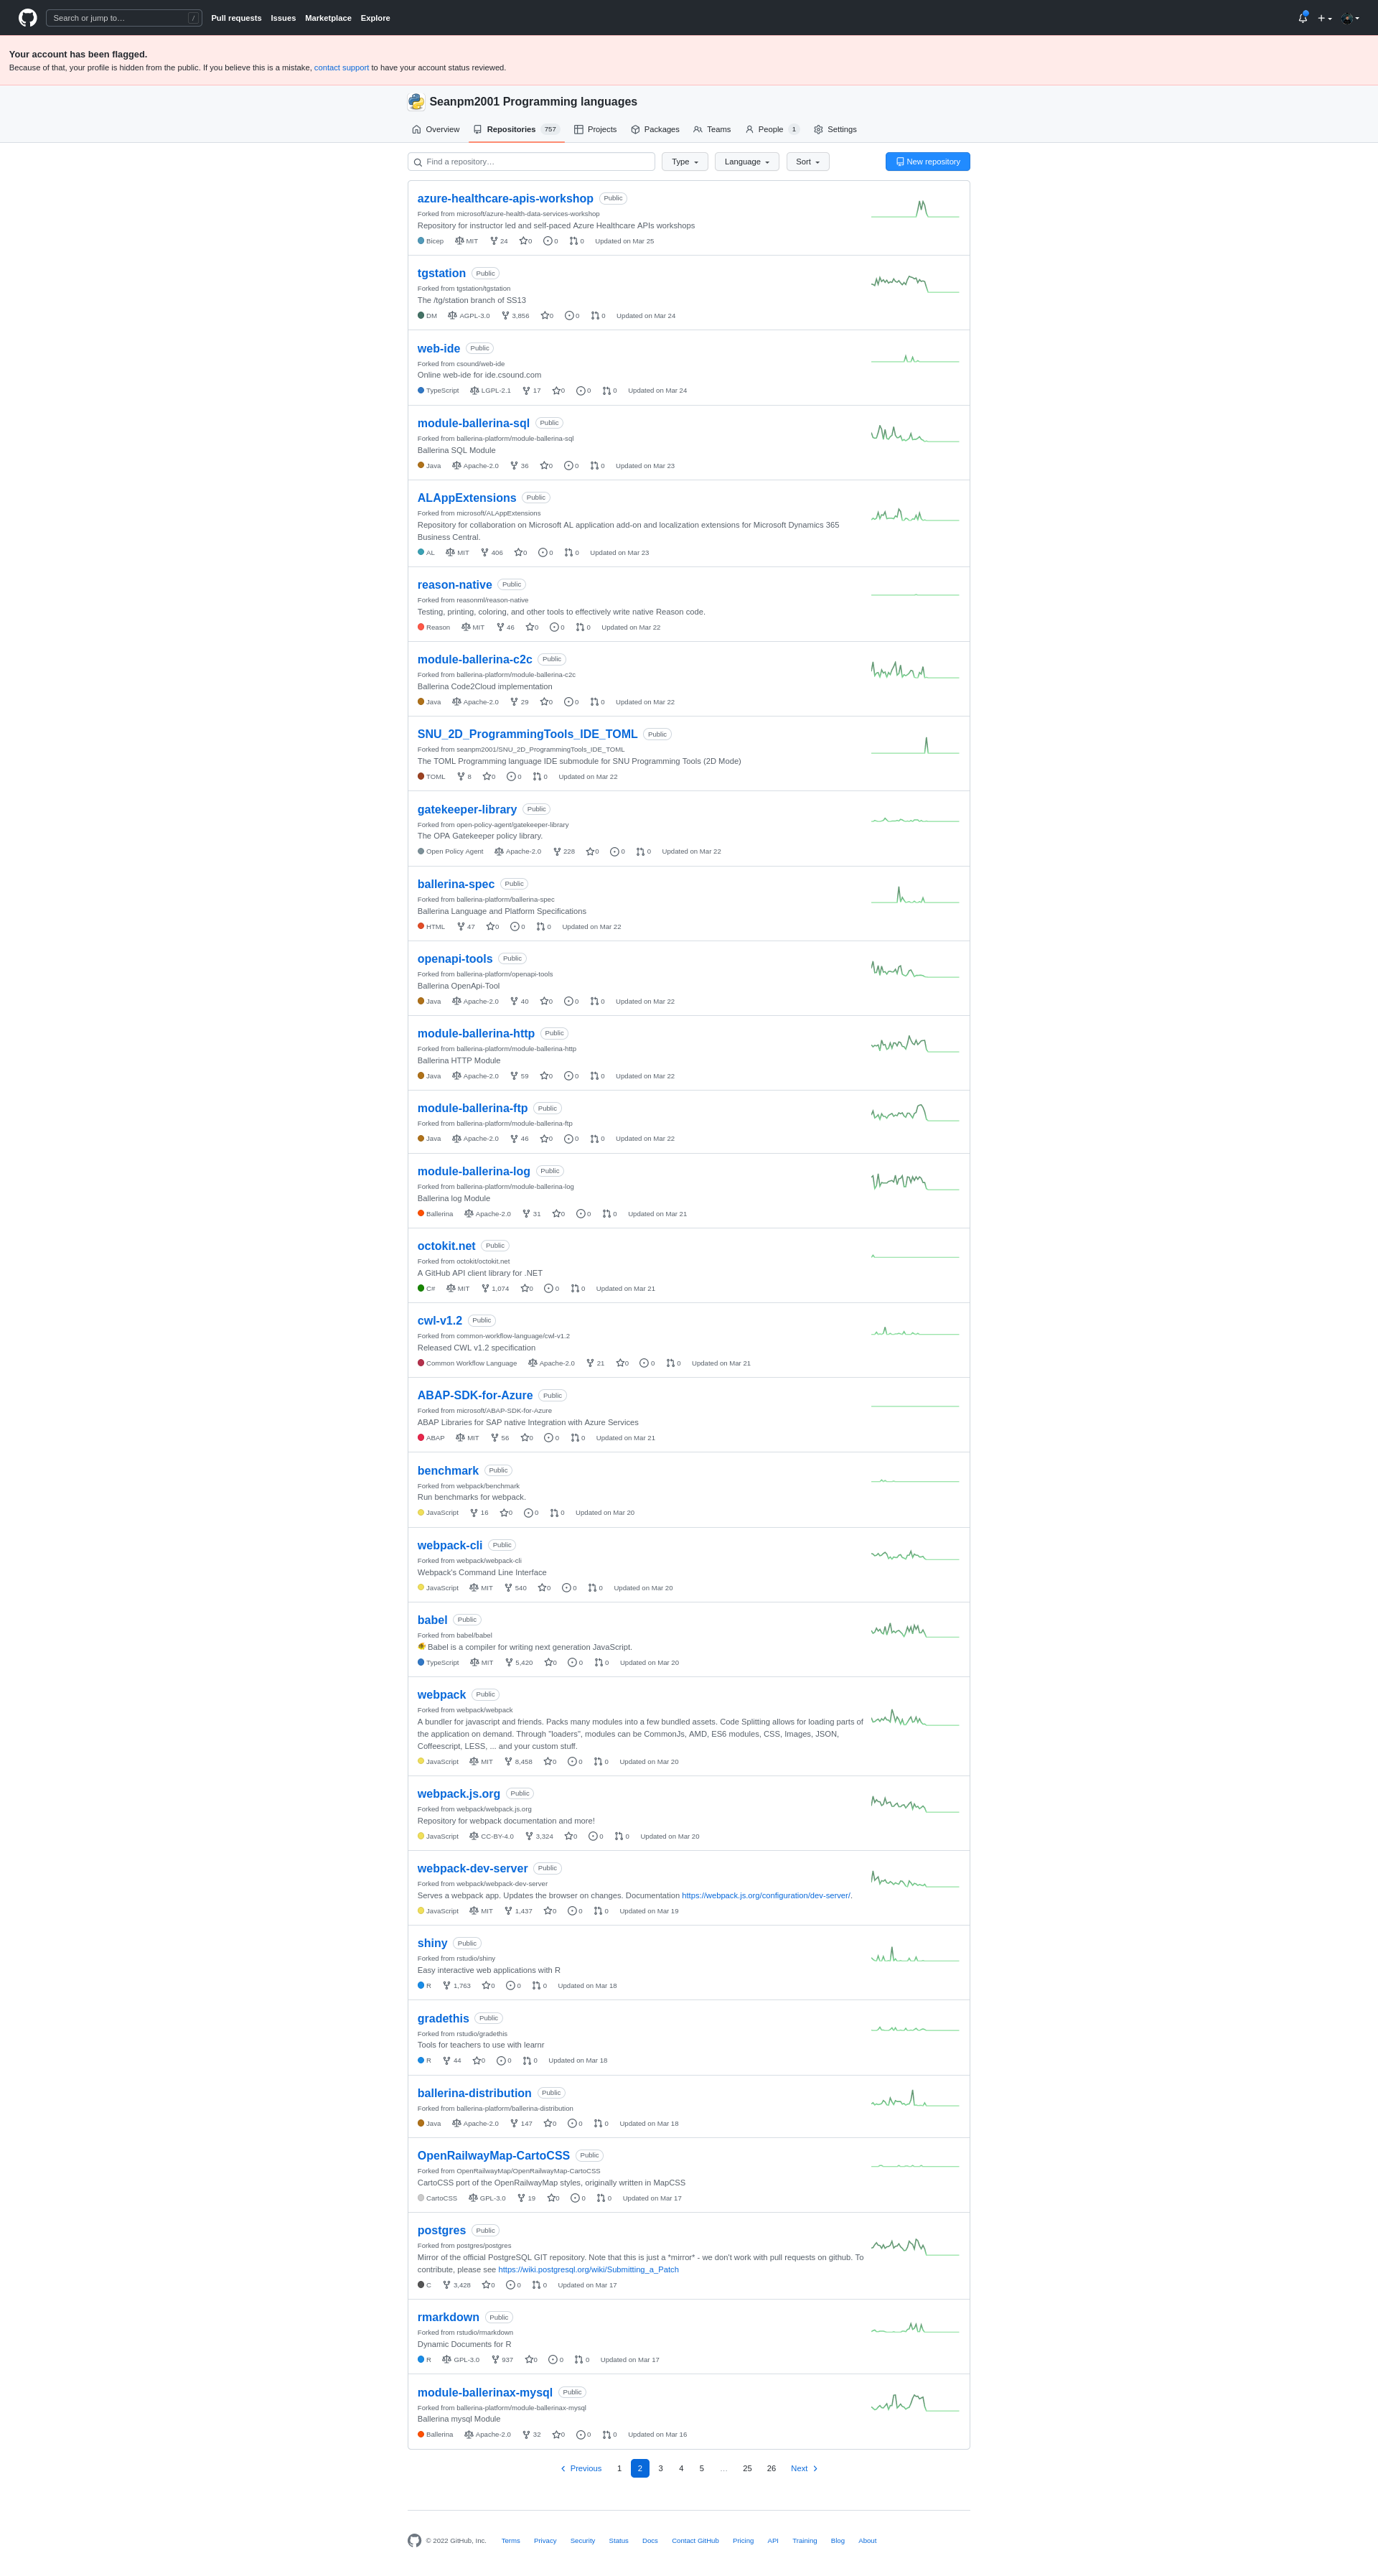 Search or jump to… /
Pull requests Issues Marketplace Explore
Your account has been flagged.
Because of that, your profile is hidden from the public. If you believe this is a mistake, contact support to have your account status reviewed.
Seanpm2001 Programming languages
Overview Repositories 757 Projects Packages Teams People 1 Settings
Find a repository… Type Language Sort New repository
azure-healthcare-apis-workshop Public
Forked from microsoft/azure-health-data-services-workshop
Repository for instructor led and self-paced Azure Healthcare APIs workshops
Bicep MIT 24 0 0 0 Updated on Mar 25
tgstation Public
Forked from tgstation/tgstation
The /tg/station branch of SS13
DM AGPL-3.0 3,856 0 0 0 Updated on Mar 24
web-ide Public
Forked from csound/web-ide
Online web-ide for ide.csound.com
TypeScript LGPL-2.1 17 0 0 0 Updated on Mar 24
module-ballerina-sql Public
Forked from ballerina-platform/module-ballerina-sql
Ballerina SQL Module
Java Apache-2.0 36 0 0 0 Updated on Mar 23
ALAppExtensions Public
Forked from microsoft/ALAppExtensions
Repository for collaboration on Microsoft AL application add-on and localization extensions for Microsoft Dynamics 365
Business Central.
AL MIT 406 0 0 0 Updated on Mar 23
reason-native Public
Forked from reasonml/reason-native
Testing, printing, coloring, and other tools to effectively write native Reason code.
Reason MIT 46 0 0 0 Updated on Mar 22
module-ballerina-c2c Public
Forked from ballerina-platform/module-ballerina-c2c
Ballerina Code2Cloud implementation
Java Apache-2.0 29 0 0 0 Updated on Mar 22
SNU_2D_ProgrammingTools_IDE_TOML Public
Forked from seanpm2001/SNU_2D_ProgrammingTools_IDE_TOML
The TOML Programming language IDE submodule for SNU Programming Tools (2D Mode)
TOML 8 0 0 0 Updated on Mar 22
gatekeeper-library Public
Forked from open-policy-agent/gatekeeper-library
The OPA Gatekeeper policy library.
Open Policy Agent Apache-2.0 228 0 0 0 Updated on Mar 22
ballerina-spec Public
Forked from ballerina-platform/ballerina-spec
Ballerina Language and Platform Specifications
HTML 47 0 0 0 Updated on Mar 22
openapi-tools Public
Forked from ballerina-platform/openapi-tools
Ballerina OpenApi-Tool
Java Apache-2.0 40 0 0 0 Updated on Mar 22
module-ballerina-http Public
Forked from ballerina-platform/module-ballerina-http
Ballerina HTTP Module
Java Apache-2.0 59 0 0 0 Updated on Mar 22
module-ballerina-ftp Public
Forked from ballerina-platform/module-ballerina-ftp
Java Apache-2.0 46 0 0 0 Updated on Mar 22
module-ballerina-log Public
Forked from ballerina-platform/module-ballerina-log
Ballerina log Module
Ballerina Apache-2.0 31 0 0 0 Updated on Mar 21
octokit.net Public
Forked from octokit/octokit.net
A GitHub API client library for .NET
C# MIT 1,074 0 0 0 Updated on Mar 21
cwl-v1.2 Public
Forked from common-workflow-language/cwl-v1.2
Released CWL v1.2 specification
Common Workflow Language Apache-2.0 21 0 0 0 Updated on Mar 21
ABAP-SDK-for-Azure Public
Forked from microsoft/ABAP-SDK-for-Azure
ABAP Libraries for SAP native Integration with Azure Services
ABAP MIT 56 0 0 0 Updated on Mar 21
benchmark Public
Forked from webpack/benchmark
Run benchmarks for webpack.
JavaScript 16 0 0 0 Updated on Mar 20
webpack-cli Public
Forked from webpack/webpack-cli
Webpack's Command Line Interface
JavaScript MIT 540 0 0 0 Updated on Mar 20
babel Public
Forked from babel/babel
🐠 Babel is a compiler for writing next generation JavaScript.
TypeScript MIT 5,420 0 0 0 Updated on Mar 20
webpack Public
Forked from webpack/webpack
A bundler for javascript and friends. Packs many modules into a few bundled assets. Code Splitting allows for loading parts of
the application on demand. Through "loaders", modules can be CommonJs, AMD, ES6 modules, CSS, Images, JSON,
Coffeescript, LESS, ... and your custom stuff.
JavaScript MIT 8,458 0 0 0 Updated on Mar 20
webpack.js.org Public
Forked from webpack/webpack.js.org
Repository for webpack documentation and more!
JavaScript CC-BY-4.0 3,324 0 0 0 Updated on Mar 20
webpack-dev-server Public
Forked from webpack/webpack-dev-server
Serves a webpack app. Updates the browser on changes. Documentation https://webpack.js.org/configuration/dev-server/.
JavaScript MIT 1,437 0 0 0 Updated on Mar 19
shiny Public
Forked from rstudio/shiny
Easy interactive web applications with R
R 1,763 0 0 0 Updated on Mar 18
gradethis Public
Forked from rstudio/gradethis
Tools for teachers to use with learnr
R 44 0 0 0 Updated on Mar 18
ballerina-distribution Public
Forked from ballerina-platform/ballerina-distribution
Java Apache-2.0 147 0 0 0 Updated on Mar 18
OpenRailwayMap-CartoCSS Public
Forked from OpenRailwayMap/OpenRailwayMap-CartoCSS
CartoCSS port of the OpenRailwayMap styles, originally written in MapCSS
CartoCSS GPL-3.0 19 0 0 0 Updated on Mar 17
postgres Public
Forked from postgres/postgres
Mirror of the official PostgreSQL GIT repository. Note that this is just a *mirror* - we don't work with pull requests on github. To
contribute, please see https://wiki.postgresql.org/wiki/Submitting_a_Patch
C 3,428 0 0 0 Updated on Mar 17
rmarkdown Public
Forked from rstudio/rmarkdown
Dynamic Documents for R
R GPL-3.0 937 0 0 0 Updated on Mar 17
module-ballerinax-mysql Public
Forked from ballerina-platform/module-ballerinax-mysql
Ballerina mysql Module
Ballerina Apache-2.0 32 0 0 0 Updated on Mar 16
Previous 1 2 3 4 5 … 25 26 Next
© 2022 GitHub, Inc. Terms Privacy Security Status Docs Contact GitHub Pricing API Training Blog About